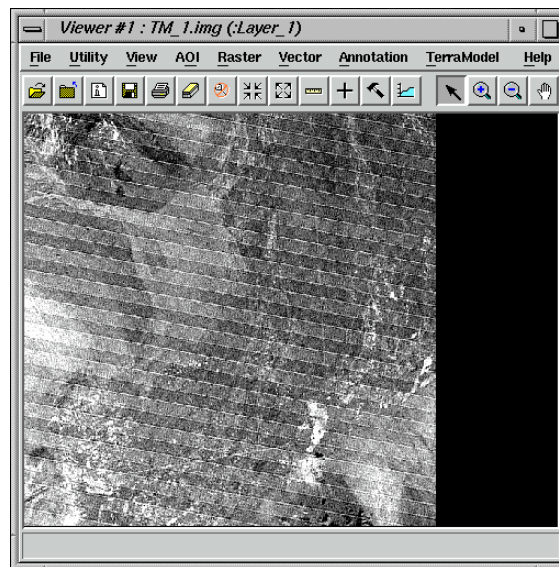 Viewer #1 : TM_1.img (:Layer_1)
File Utility View AOI Raster Vector Annotation TerraModel Help